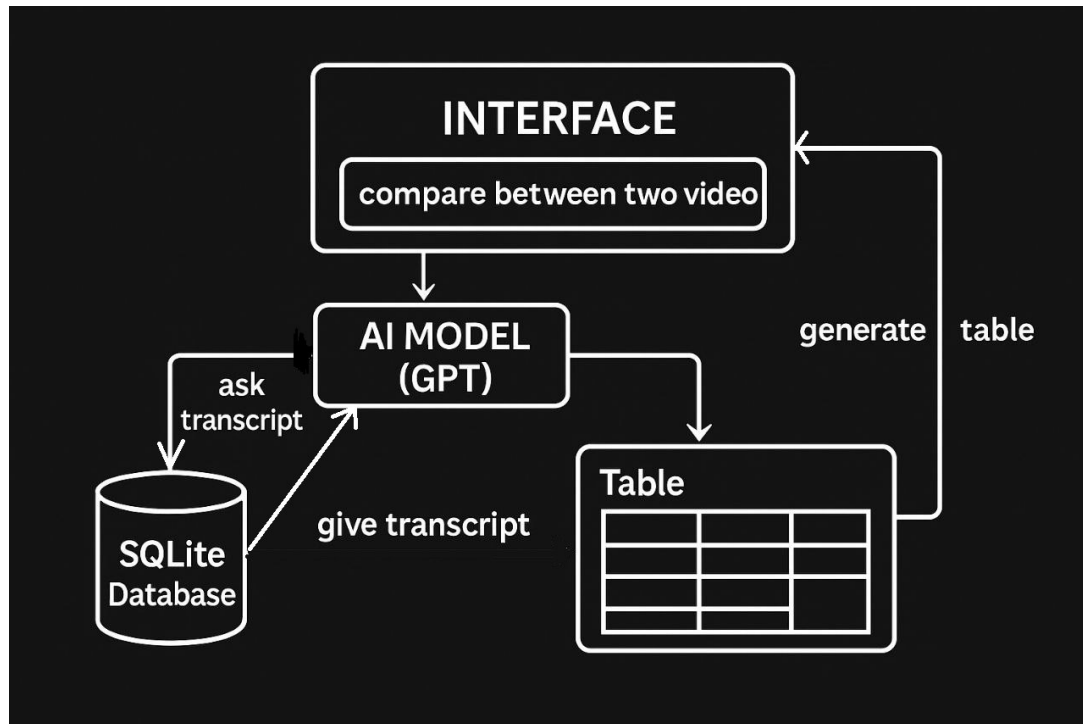 INTERFACE
compare between two video
AI MODEL
(GPT)
generate table
ask
transcript
Table
give transcript
SQLite
Database